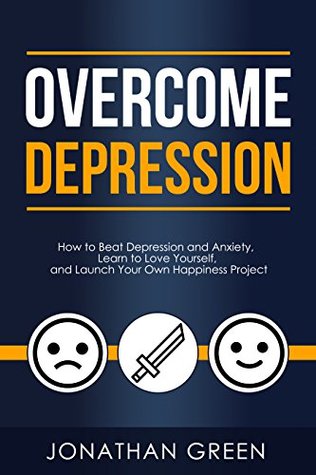 OVERCOME
DEPRESSION
How to Beat Depression and Anxiety,
Learn to Love Yourself,
and Launch Your Own Happiness Project
JONATHAN GREEN